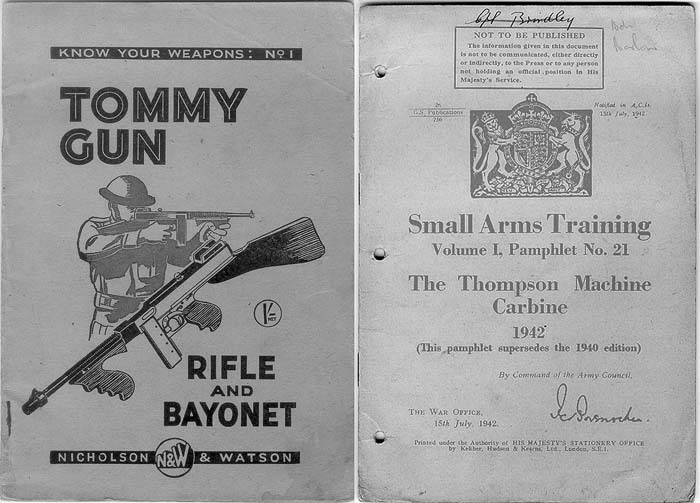 KNOW YOUR WEAPONS: No 1
TOMMY
GUN
1/-
NET
RIFLE
AND
BAYONET
NICHOLSON N&W & WATSON
Cpl Brindley
NOT TO BE PUBLISHED
The information given in this document
is not to be communicated, either directly
or indirectly, to the Press or to any person
not holding an official position in His
Majesty's Service.
26
G.S. Publications
716
Notified in A.C.Is.
15th July, 1942.
Small Arms Training
Volume I, Pamphlet No. 21
The Thompson Machine
Carbine
1942
(This pamphlet supersedes the 1940 edition)
By Command of the Army Council,
THE WAR OFFICE,
15th July, 1942.
Printed under the Authority of HIS MAJESTY'S STATIONERY OFFICE
by Keliher, Hudson & Kearns, Ltd., London, S.E.1.